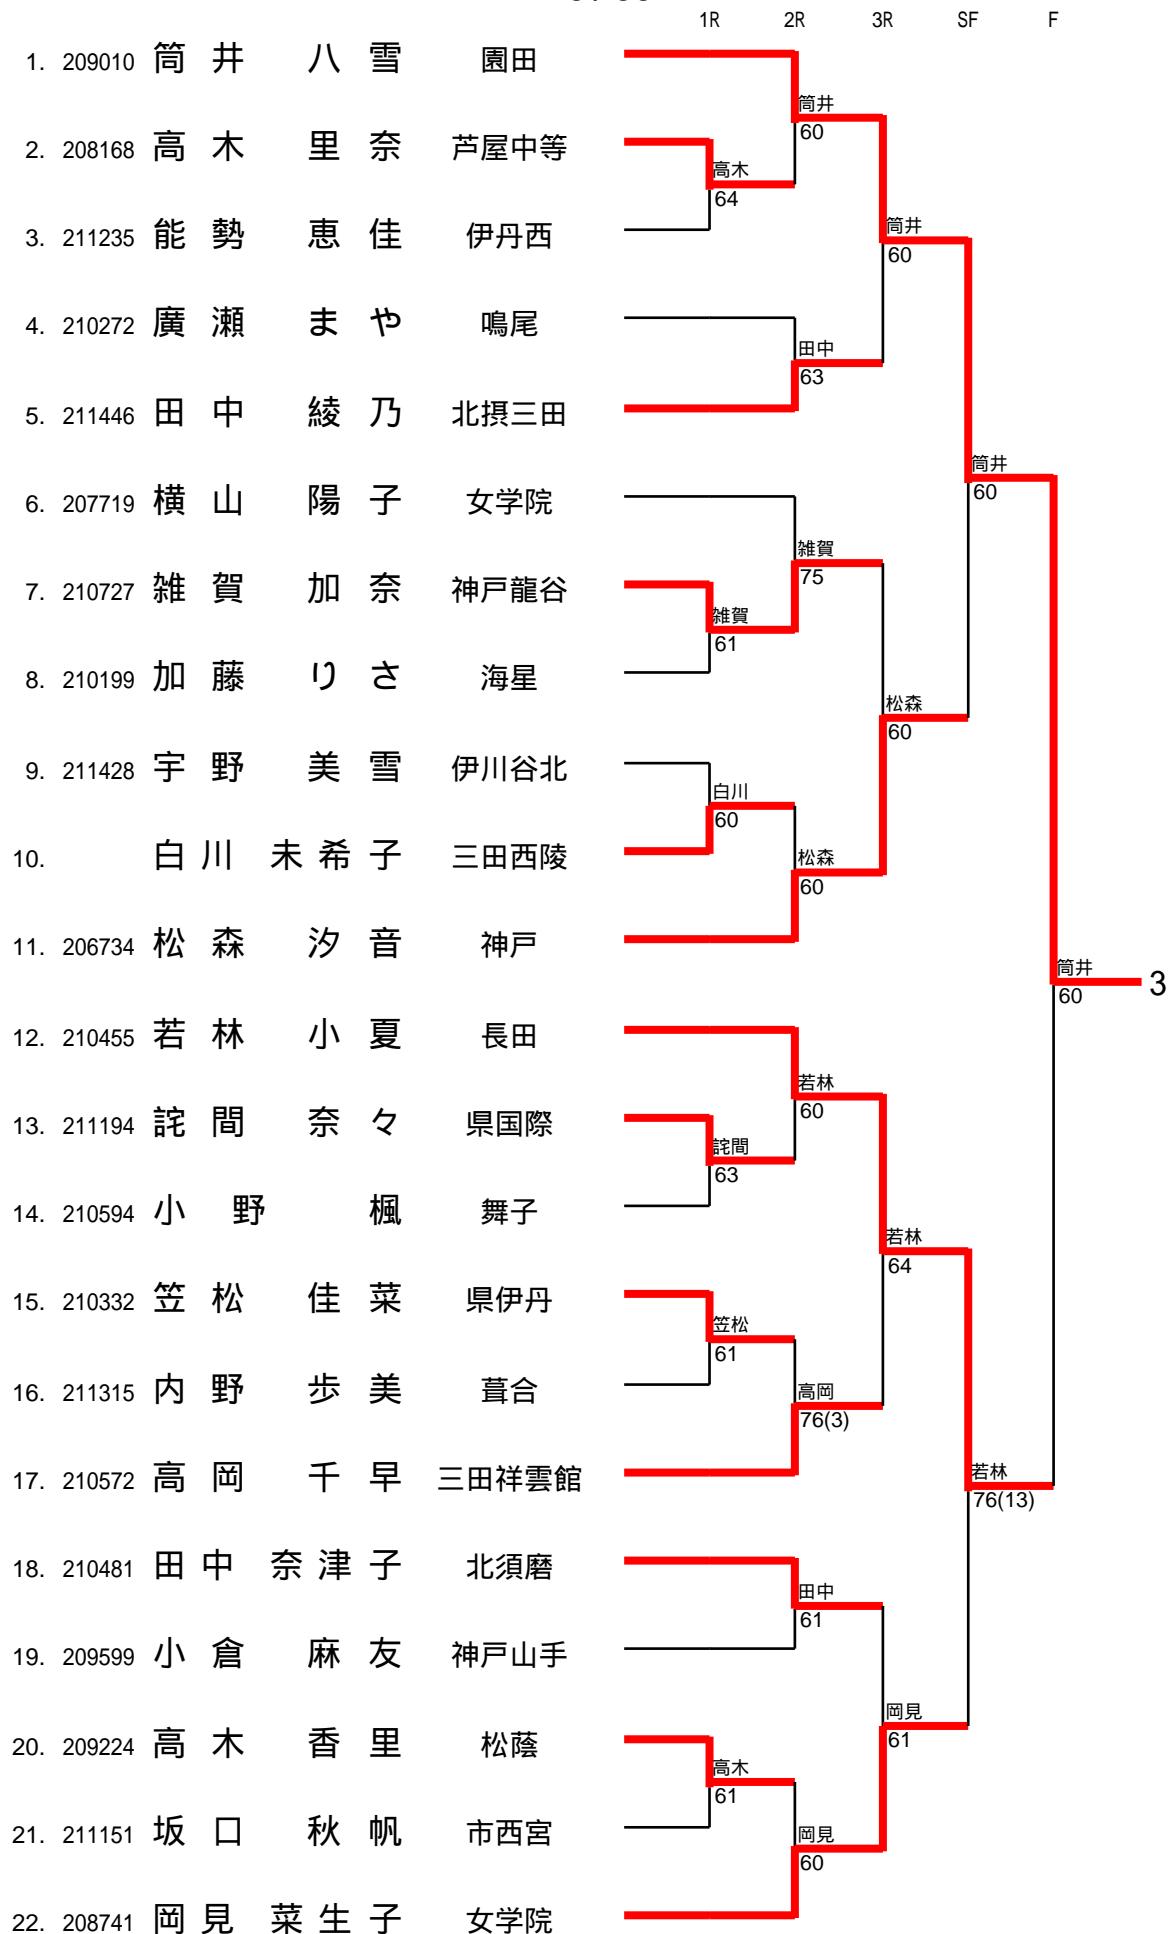 1R 2R 3R SF F
1. 209010 筒井 八雪 園田
筒井
60
2. 208168 高木 里奈 芦屋中等
高木
64
3. 211235 能勢 恵佳 伊丹西
筒井
60
4. 210272 廣瀬 まや 鳴尾
田中
63
5. 211446 田中 綾乃 北摂三田
筒井
60
6. 207719 横山 陽子 女学院
雑賀
75
7. 210727 雑賀 加奈 神戸龍谷
雑賀
61
8. 210199 加藤 りさ 海星
松森
60
9. 211428 宇野 美雪 伊川谷北
白川
60
10. 白川 未希子 三田西陵
松森
60
11. 206734 松森 汐音 神戸
筒井
60
3
12. 210455 若林 小夏 長田
若林
60
13. 211194 詫間 奈々 県国際
詫間
63
14. 210594 小野 楓 舞子
若林
64
15. 210332 笠松 佳菜 県伊丹
笠松
61
16. 211315 内野 歩美 葺合
高岡
76(3)
17. 210572 高岡 千早 三田祥雲館
若林
76(13)
18. 210481 田中 奈津子 北須磨
田中
61
19. 209599 小倉 麻友 神戸山手
岡見
61
20. 209224 高木 香里 松蔭
高木
61
21. 211151 坂口 秋帆 市西宮
岡見
60
22. 208741 岡見 菜生子 女学院